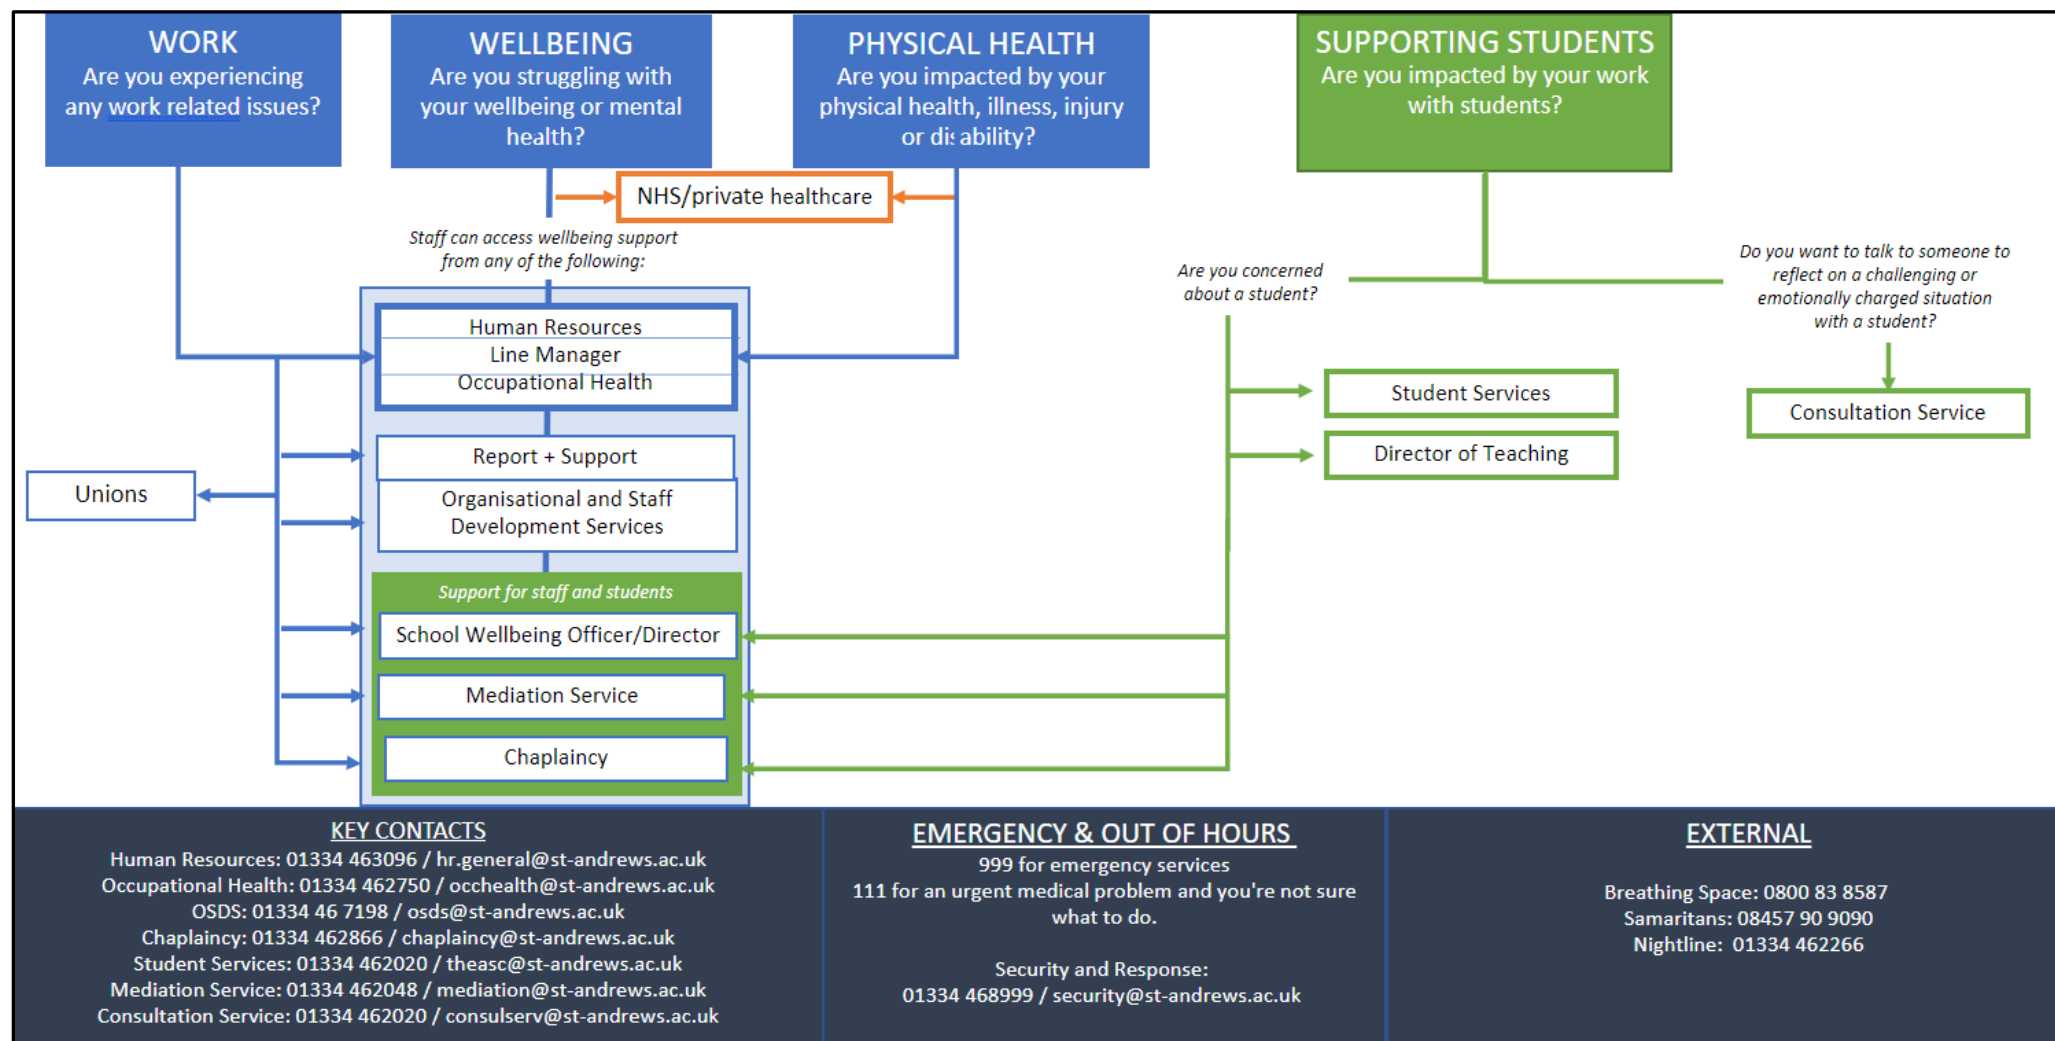 WORK
Are you experiencing
any work related issues?
WELLBEING
Are you struggling with
your wellbeing or mental
health?
PHYSICAL HEALTH
Are you impacted by your
physical health, illness, injury
or disability?
SUPPORTING STUDENTS
Are you impacted by your work
with students?
NHS/private healthcare
Staff can access wellbeing support
from any of the following:
Human Resources
Line Manager
Occupational Health
Report + Support
Organisational and Staff
Development Services
Unions
Support for staff and students
School Wellbeing Officer/Director
Mediation Service
Chaplaincy
Are you concerned
about a student?
Student Services
Director of Teaching
Do you want to talk to someone to
reflect on a challenging or
emotionally charged situation
with a student?
Consultation Service
KEY CONTACTS
Human Resources: 01334 463096 / hr.general@st-andrews.ac.uk
Occupational Health: 01334 462750 / occhealth@st-andrews.ac.uk
OSDS: 01334 46 7198 / osds@st-andrews.ac.uk
Chaplaincy: 01334 462866 / chaplaincy@st-andrews.ac.uk
Student Services: 01334 462020 / theasc@st-andrews.ac.uk
Mediation Service: 01334 462048 / mediation@st-andrews.ac.uk
Consultation Service: 01334 462020 / consulserv@st-andrews.ac.uk
EMERGENCY & OUT OF HOURS
999 for emergency services
111 for an urgent medical problem and you're not sure
what to do.
Security and Response:
01334 468999 / security@st-andrews.ac.uk
EXTERNAL
Breathing Space: 0800 83 8587
Samaritans: 08457 90 9090
Nightline: 01334 462266